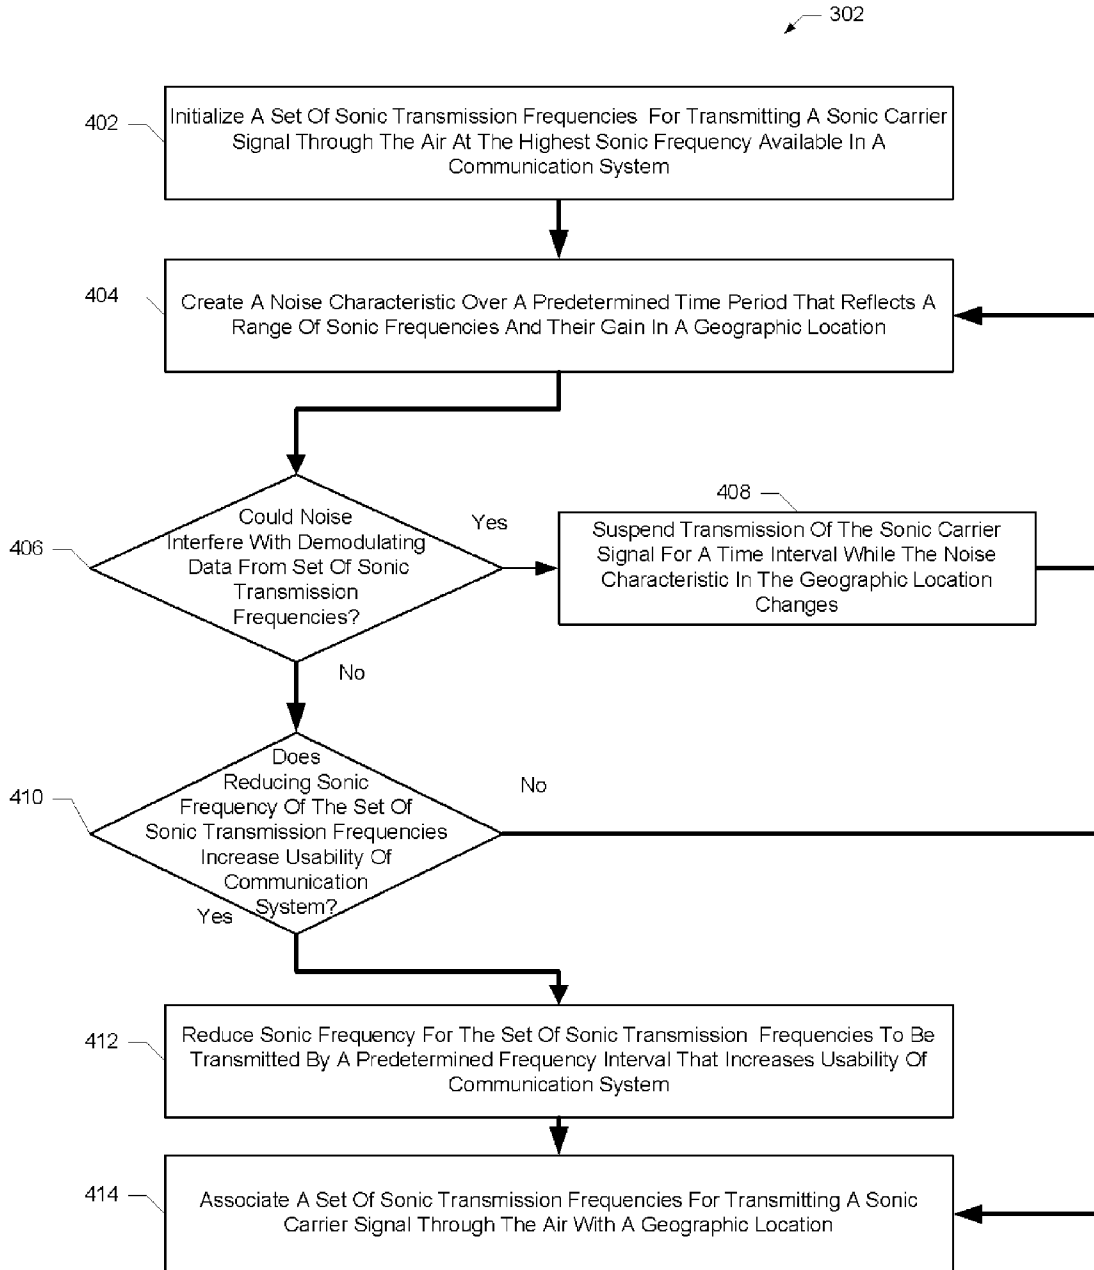 302
402
Initialize A Set Of Sonic Transmission Frequencies For Transmitting A Sonic Carrier
Signal Through The Air At The Highest Sonic Frequency Available In A
Communication System
404
Create A Noise Characteristic Over A Predetermined Time Period That Reflects A
Range Of Sonic Frequencies And Their Gain In A Geographic Location
406
Could Noise
Interfere With Demodulating
Data From Set Of Sonic
Transmission
Frequencies?
Yes
408
Suspend Transmission Of The Sonic Carrier
Signal For A Time Interval While The Noise
Characteristic In The Geographic Location
Changes
No
410
Does
Reducing Sonic
Frequency Of The Set Of
Sonic Transmission Frequencies
Increase Usability Of
Communication
System?
No
Yes
412
Reduce Sonic Frequency For The Set Of Sonic Transmission Frequencies To Be
Transmitted By A Predetermined Frequency Interval That Increases Usability Of
Communication System
414
Associate A Set Of Sonic Transmission Frequencies For Transmitting A Sonic
Carrier Signal Through The Air With A Geographic Location